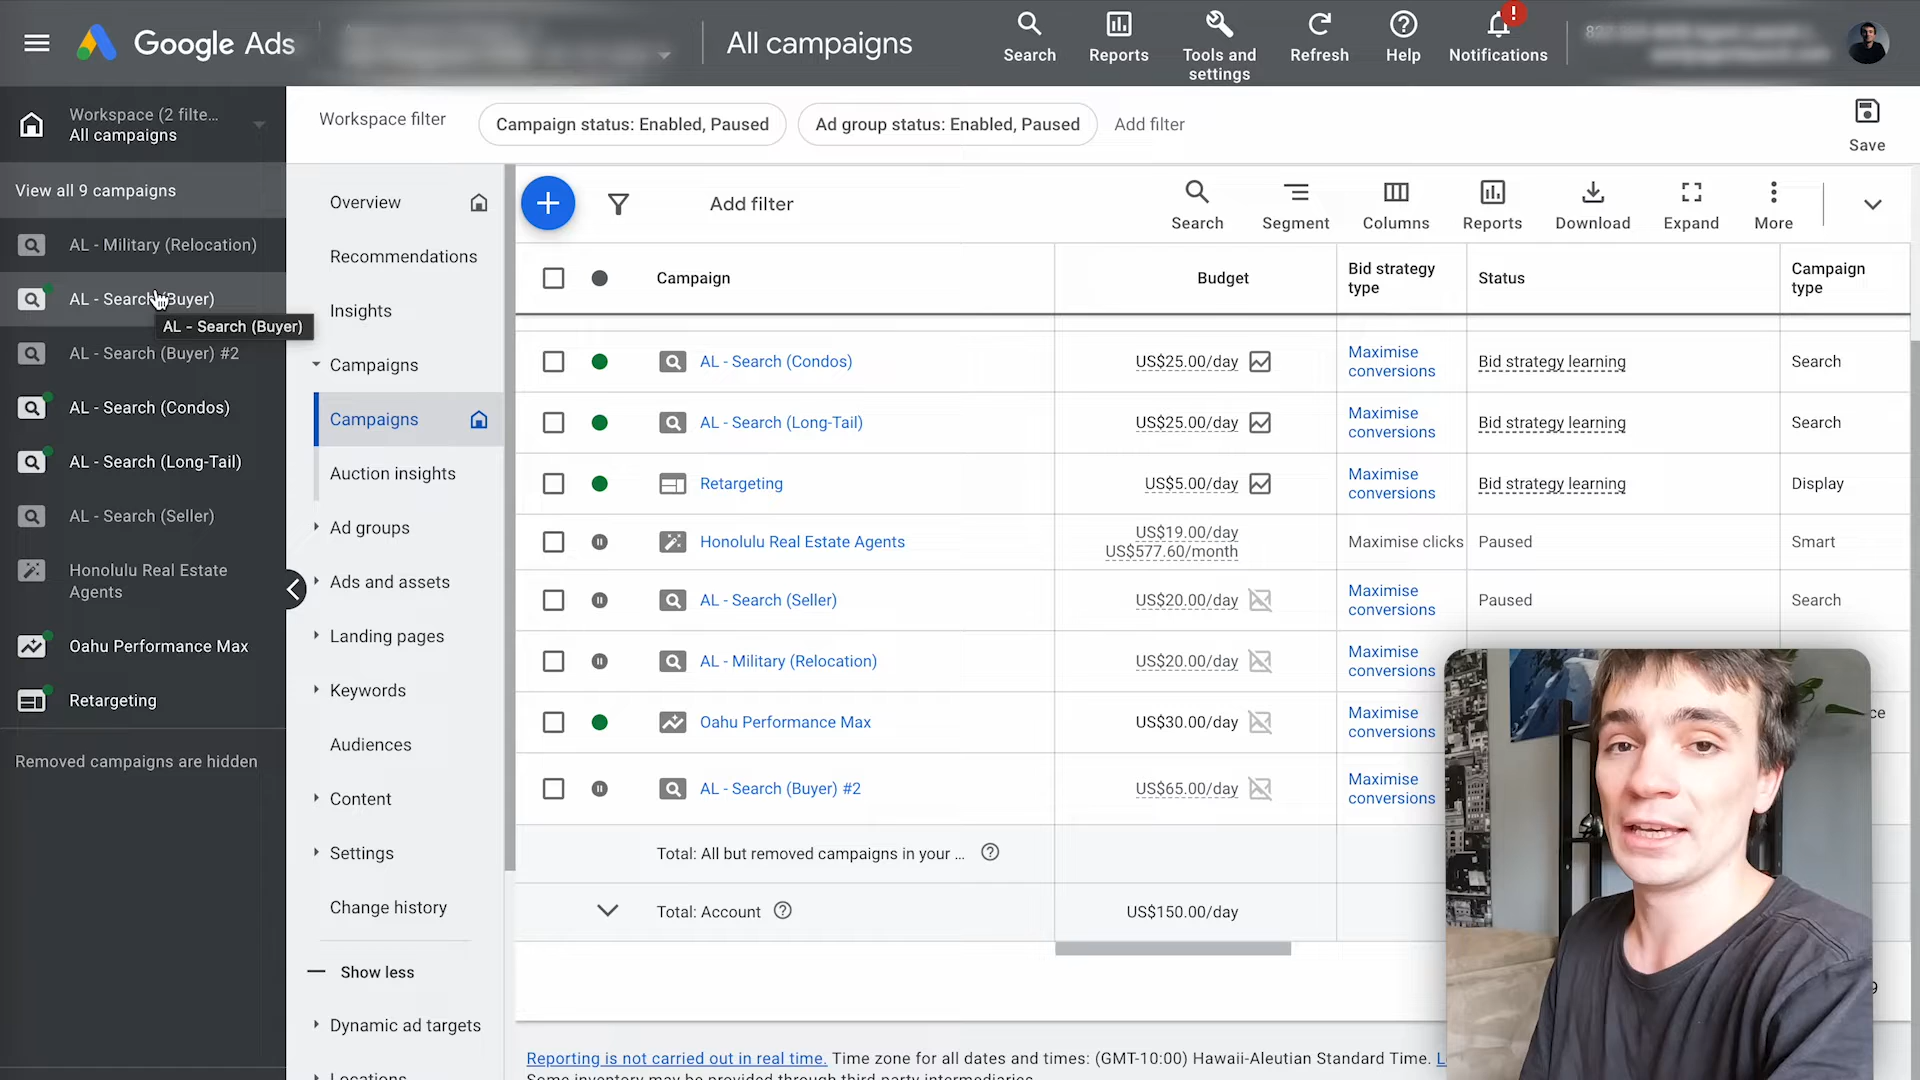 Google Ads
All campaigns
Search
Reports
Tools and
settings
Refresh
Help
!
Notifications
Workspace (2 filte...
All campaigns
Workspace filter
Campaign status: Enabled, Paused
Ad group status: Enabled, Paused
Add filter
Save
View all 9 campaigns
AL - Military (Relocation)
AL - Search (Buyer)
AL - Search (Buyer)
AL - Search (Buyer) #2
AL - Search (Condos)
AL - Search (Long-Tail)
AL - Search (Seller)
Honolulu Real Estate
Agents
Oahu Performance Max
Retargeting
Removed campaigns are hidden
Overview
Recommendations
Insights
Campaigns
Campaigns
Auction insights
Ad groups
Ads and assets
Landing pages
Keywords
Audiences
Content
Settings
Change history
Show less
Dynamic ad targets
Locations
Add filter
Search
Segment
Columns
Reports
Download
Expand
More
Campaign
Budget
Bid strategy
type
Status
Campaign
type
AL - Search (Condos)
US$25.00/day
Maximise
conversions
Bid strategy learning
Search
AL - Search (Long-Tail)
US$25.00/day
Maximise
conversions
Bid strategy learning
Search
Retargeting
US$5.00/day
Maximise
conversions
Bid strategy learning
Display
Honolulu Real Estate Agents
US$19.00/day
US$577.60/month
Maximise clicks
Paused
Smart
AL - Search (Seller)
US$20.00/day
Maximise
conversions
Paused
Search
AL - Military (Relocation)
US$20.00/day
Maximise
conversions
Oahu Performance Max
US$30.00/day
Maximise
conversions
ce
AL - Search (Buyer) #2
US$65.00/day
Maximise
conversions
Total: All but removed campaigns in your ...
Total: Account
US$150.00/day
Reporting is not carried out in real time. Time zone for all dates and times: (GMT-10:00) Hawaii-Aleutian Standard Time.
Some inventory may be provided through third party intermediaries.